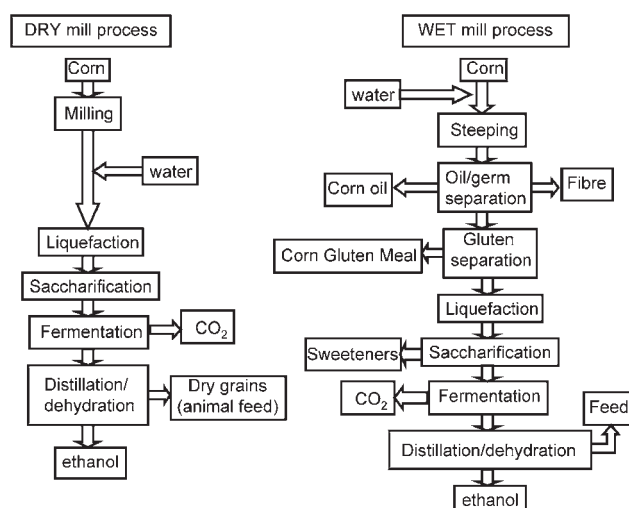 DRY mill process
Corn
Milling
water
Liquefaction
Saccharification
Fermentation
CO₂
Distillation/
dehydration
Dry grains
(animal feed)
ethanol
WET mill process
Corn
water
Steeping
Oil/germ
separation
Corn oil
Fibre
Gluten
separation
Corn Gluten Meal
Liquefaction
Saccharification
Sweeteners
Fermentation
CO₂
Feed
Distillation/dehydration
ethanol